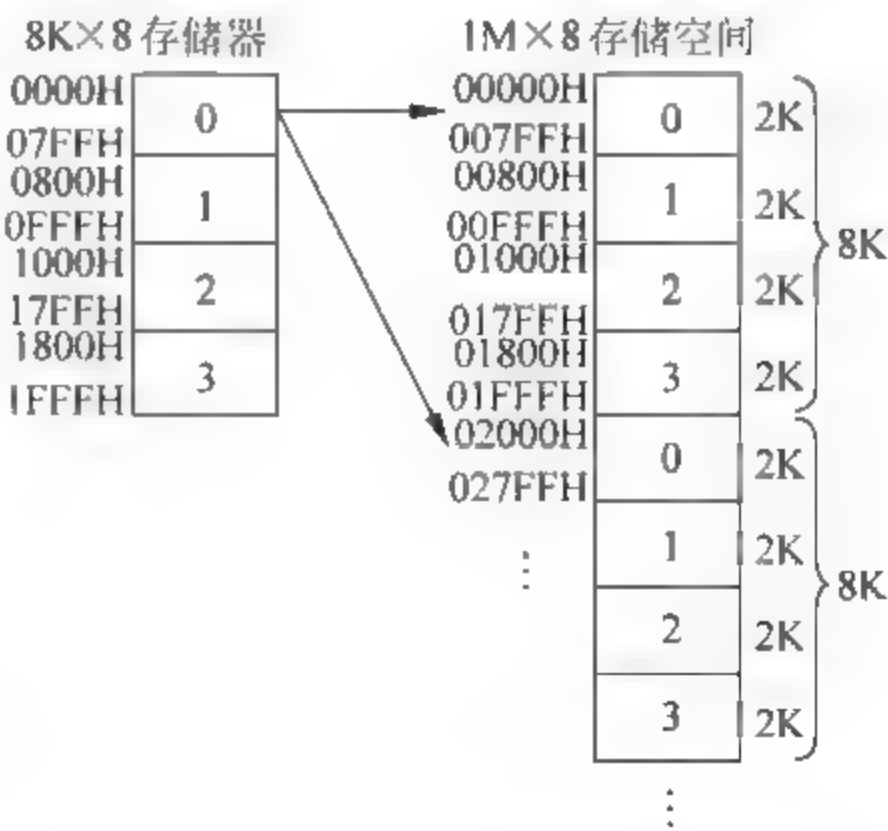 8K×8存储器
0000H
0
07FFH
0800H
1
0FFFH
1000H
2
17FFH
1800H
3
1FFFH
1M×8存储空间
00000H
0
2K
007FFH
00800H
1
2K
00FFFH
01000H
2
2K
017FFH
01800H
3
2K
01FFFH
8K
02000H
0
2K
027FFH
⋮
1
2K
2
2K
3
2K
8K
⋮